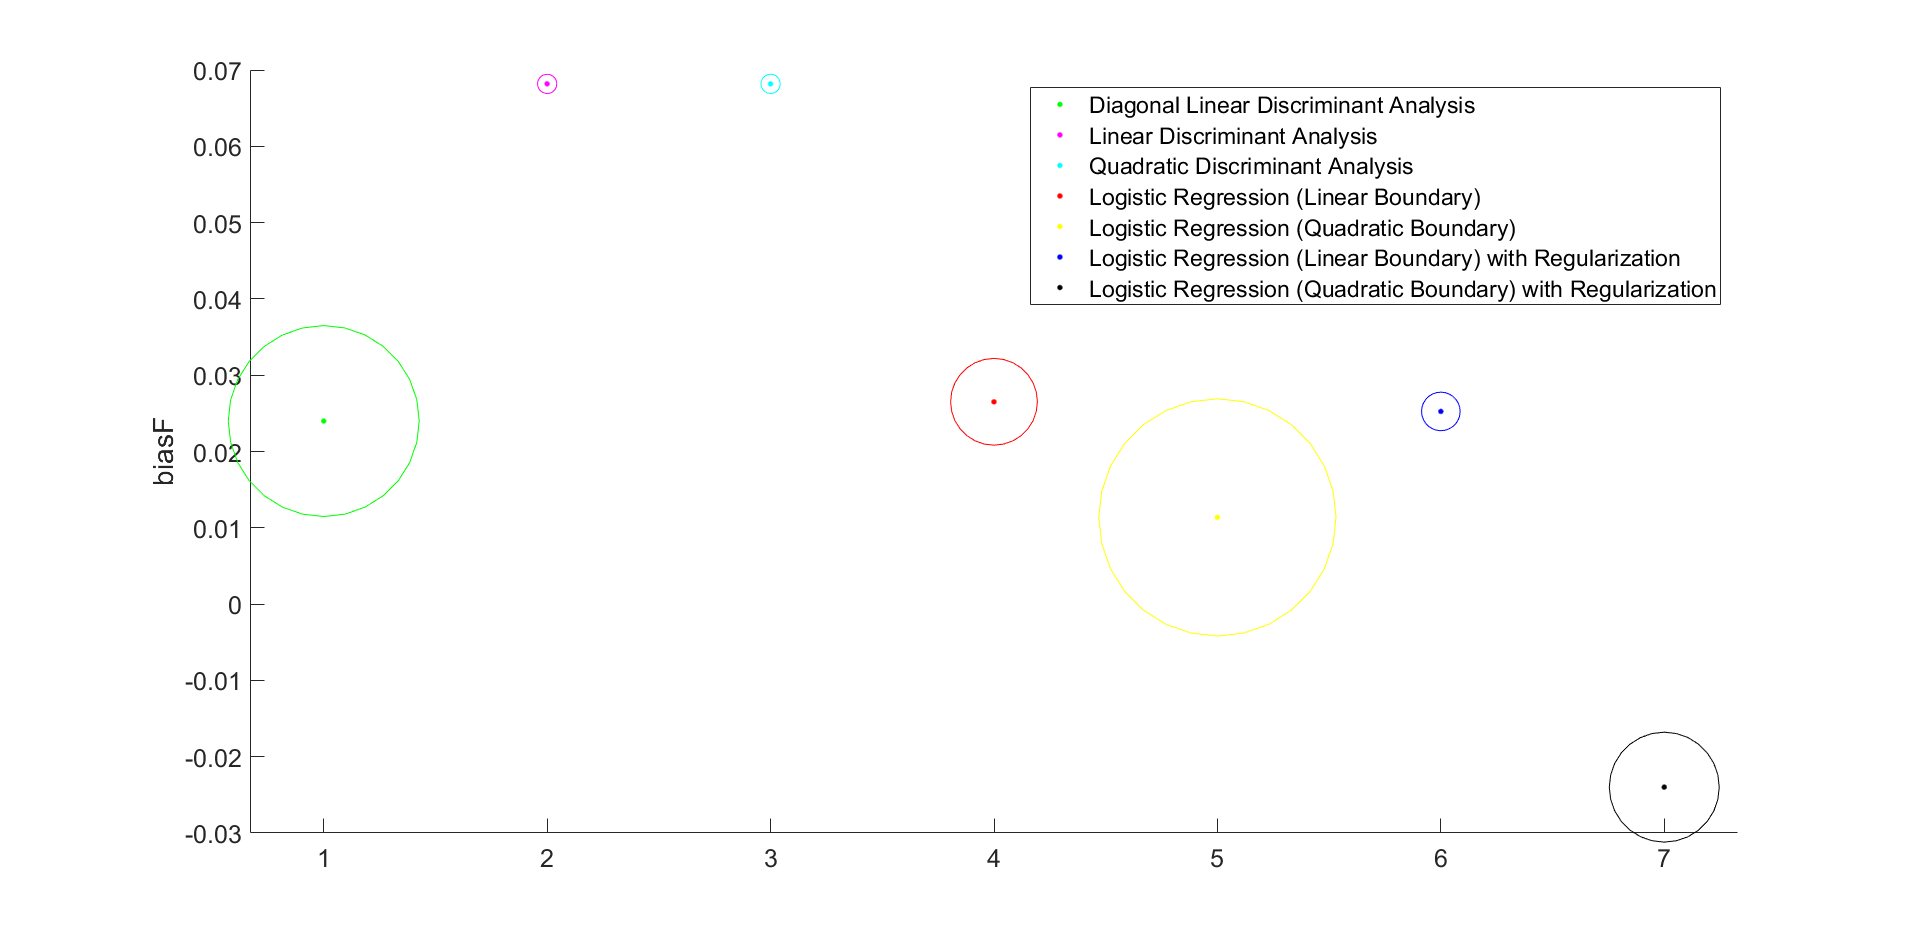 0.07
0.06
0.05
0.04
0.03
0.02
0.01
0
-0.01
-0.02
-0.03
biasF
1 2 3 4 5 6 7
Diagonal Linear Discriminant Analysis
Linear Discriminant Analysis
Quadratic Discriminant Analysis
Logistic Regression (Linear Boundary)
Logistic Regression (Quadratic Boundary)
Logistic Regression (Linear Boundary) with Regularization
Logistic Regression (Quadratic Boundary) with Regularization